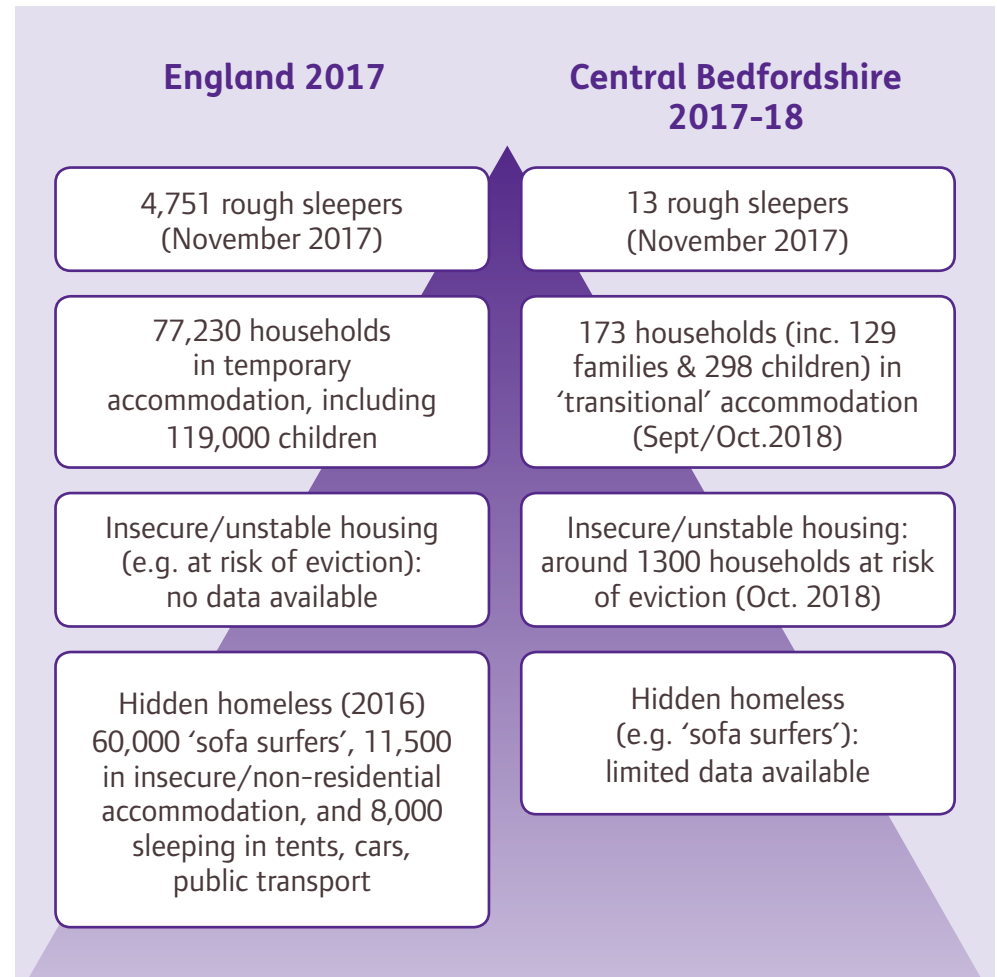 England 2017
4,751 rough sleepers
(November 2017)
77,230 households
in temporary
accommodation, including
119,000 children
Insecure/unstable housing
(e.g. at risk of eviction):
no data available
Hidden homeless (2016)
60,000 ‘sofa surfers’, 11,500
in insecure/non-residential
accommodation, and 8,000
sleeping in tents, cars,
public transport
Central Bedfordshire
2017-18
13 rough sleepers
(November 2017)
173 households (inc. 129
families & 298 children) in
‘transitional’ accommodation
(Sept/Oct.2018)
Insecure/unstable housing:
around 1300 households at risk
of eviction (Oct. 2018)
Hidden homeless
(e.g. ‘sofa surfers’):
limited data available